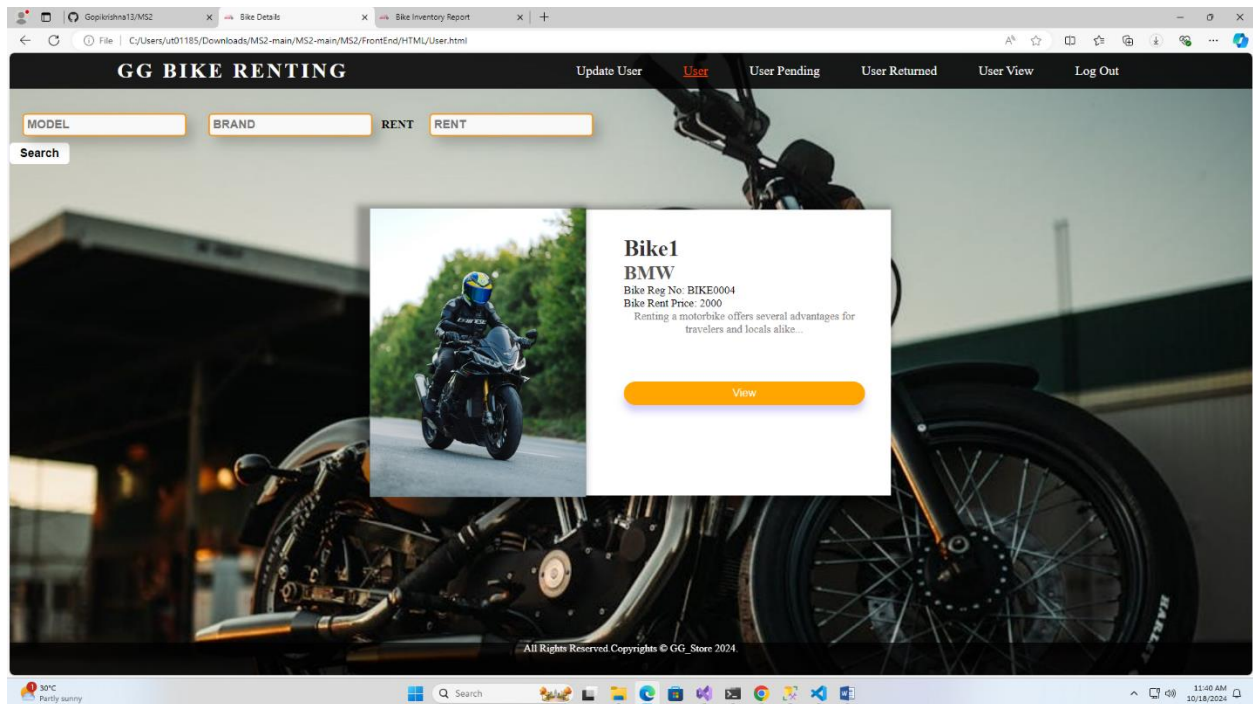 Gopikrishna13/MS2
Bike Details
Bike Inventory Report
File
C:/Users/ut01185/Downloads/MS2-main/MS2-main/MS2/FrontEnd/HTML/User.html
GG BIKE RENTING
Update User
User
User Pending
User Returned
User View
Log Out
MODEL
BRAND
RENT
RENT
Search
Bike1
BMW
Bike Reg No: BIKE0004
Bike Rent Price: 2000
Renting a motorbike offers several advantages for
travelers and locals alike...
View
All Rights Reserved.Copyrights © GG_Store 2024.
30°C
Partly sunny
Search
11:40 AM
10/18/2024